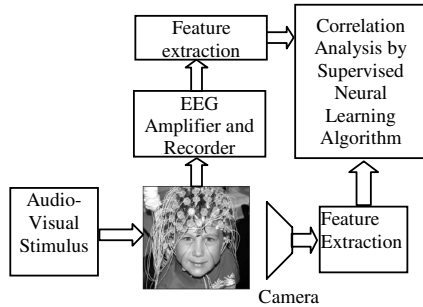 Feature
extraction
Correlation
Analysis by
Supervised
Neural
Learning
Algorithm
EEG
Amplifier and
Recorder
Audio-
Visual
Stimulus
Feature
Extraction
Camera